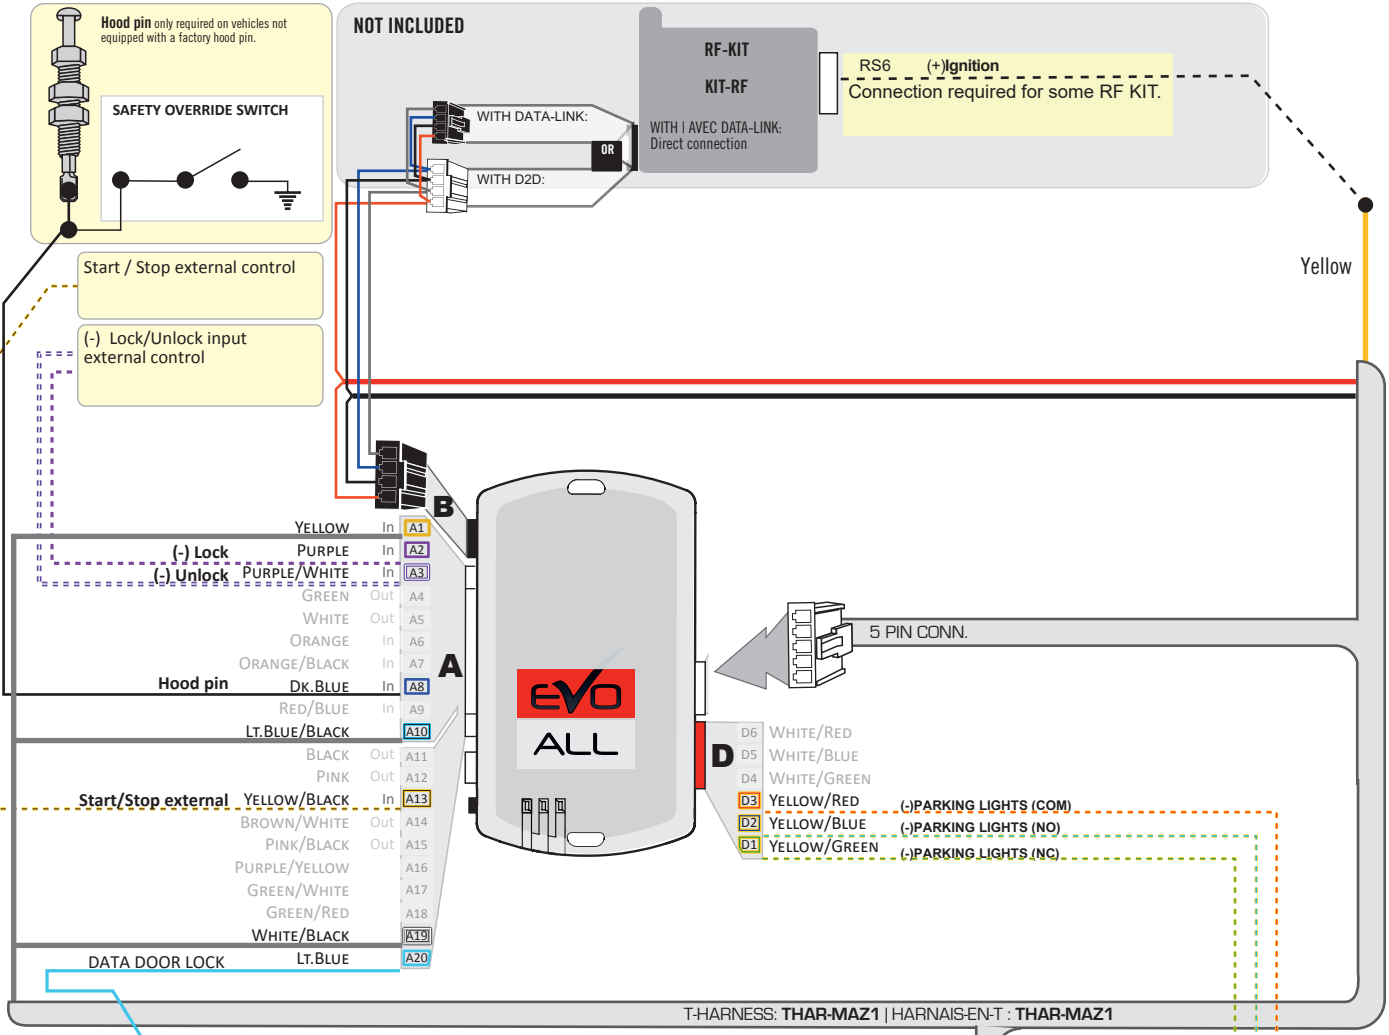 Hood pin only required on vehicles not
equipped with a factory hood pin.
SAFETY OVERRIDE SWITCH
NOT INCLUDED
RF-KIT
KIT-RF
WITH | AVEC DATA-LINK:
Direct connection
WITH DATA-LINK:
OR
WITH D2D:
RS6 (+)Ignition
Connection required for some RF KIT.
Yellow
Start / Stop external control
(-) Lock/Unlock input
external control
B
YELLOW In A1
(-) Lock PURPLE In A2
(-) Unlock PURPLE/WHITE In A3
GREEN Out A4
WHITE Out A5
ORANGE In A6
ORANGE/BLACK In A7
A
Hood pin DK.BLUE In A8
RED/BLUE In A9
LT.BLUE/BLACK A10
BLACK Out A11
PINK Out A12
Start/Stop external YELLOW/BLACK In A13
BROWN/WHITE Out A14
PINK/BLACK Out A15
PURPLE/YELLOW A16
GREEN/WHITE A17
GREEN/RED A18
WHITE/BLACK A19
DATA DOOR LOCK LT.BLUE A20
EVO
ALL
5 PIN CONN.
D
D6 WHITE/RED
D5 WHITE/BLUE
D4 WHITE/GREEN
D3 YELLOW/RED (-)PARKING LIGHTS (COM)
D2 YELLOW/BLUE (-)PARKING LIGHTS (NO)
D1 YELLOW/GREEN (-)PARKING LIGHTS (NC)
T-HARNESS: THAR-MAZ1 | HARNAIS-EN-T : THAR-MAZ1